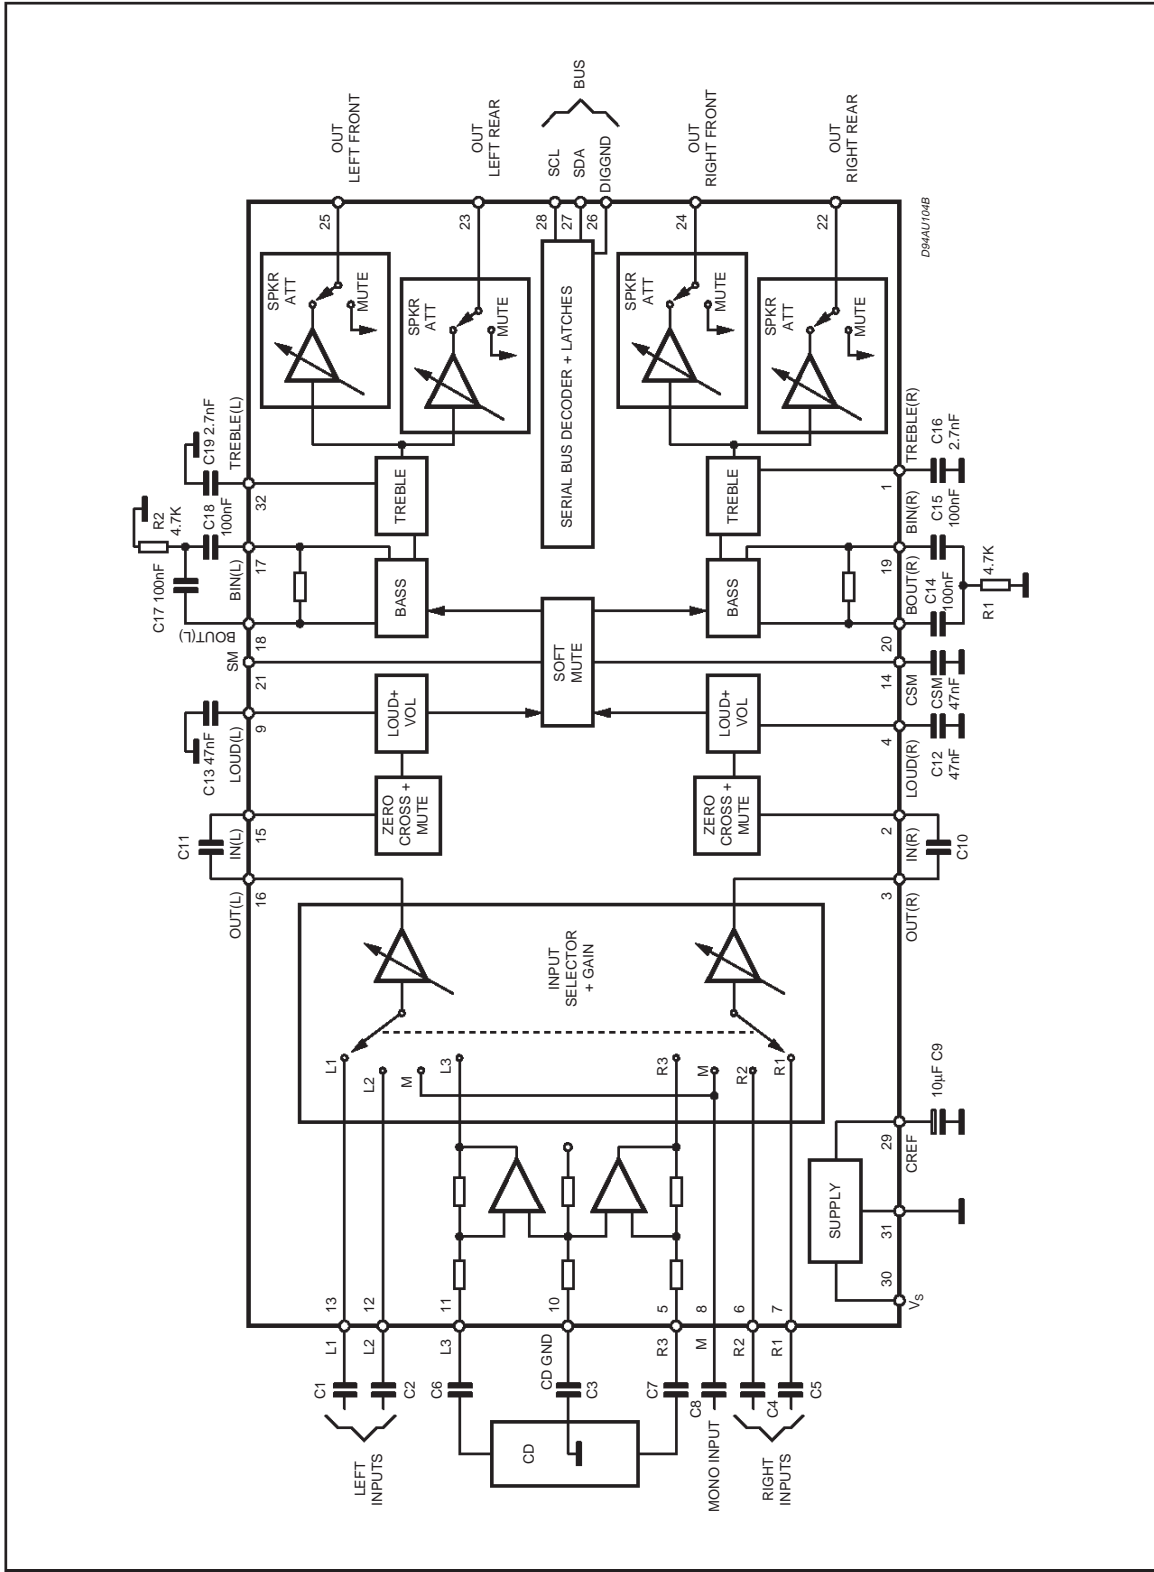 OUT
LEFT FRONT
OUT
LEFT REAR
BUS
SCL
SDA
DIGGND
OUT
RIGHT FRONT
OUT
RIGHT REAR
25
23
28
27
26
24
22
D94AU104B
SPKR
ATT
MUTE
SPKR
ATT
MUTE
SERIAL BUS DECODER + LATCHES
SPKR
ATT
MUTE
SPKR
ATT
MUTE
TREBLE(L)
C19 2.7nF
32
TREBLE
TREBLE
1
TREBLE(R)
C16
2.7nF
R2
4.7K
C18
100nF
C17 100nF
BIN(L)
17
BOUT(L)
18
BASS
BASS
19
BIN(R)
C15
100nF
20
BOUT(R)
C14
100nF
R1
4.7K
SM
21
SOFT
MUTE
14
CSM
CSM
47nF
C13 47nF
LOUD(L)
9
LOUD+
VOL
LOUD+
VOL
4
LOUD(R)
C12
47nF
C11
IN(L)
15
ZERO
CROSS +
MUTE
ZERO
CROSS +
MUTE
2
IN(R)
C10
OUT(L)
16
3
OUT(R)
INPUT
SELECTOR
+ GAIN
L1
L2
M
L3
R3
M
R2
R1
10µF C9
29
CREF
SUPPLY
31
30
VS
13
12
11
10
5
8
6
7
L1
L2
L3
CD GND
R3
M
R2
R1
C1
C2
C6
C3
C7
C8
C4
C5
CD
LEFT
INPUTS
MONO INPUT
RIGHT
INPUTS